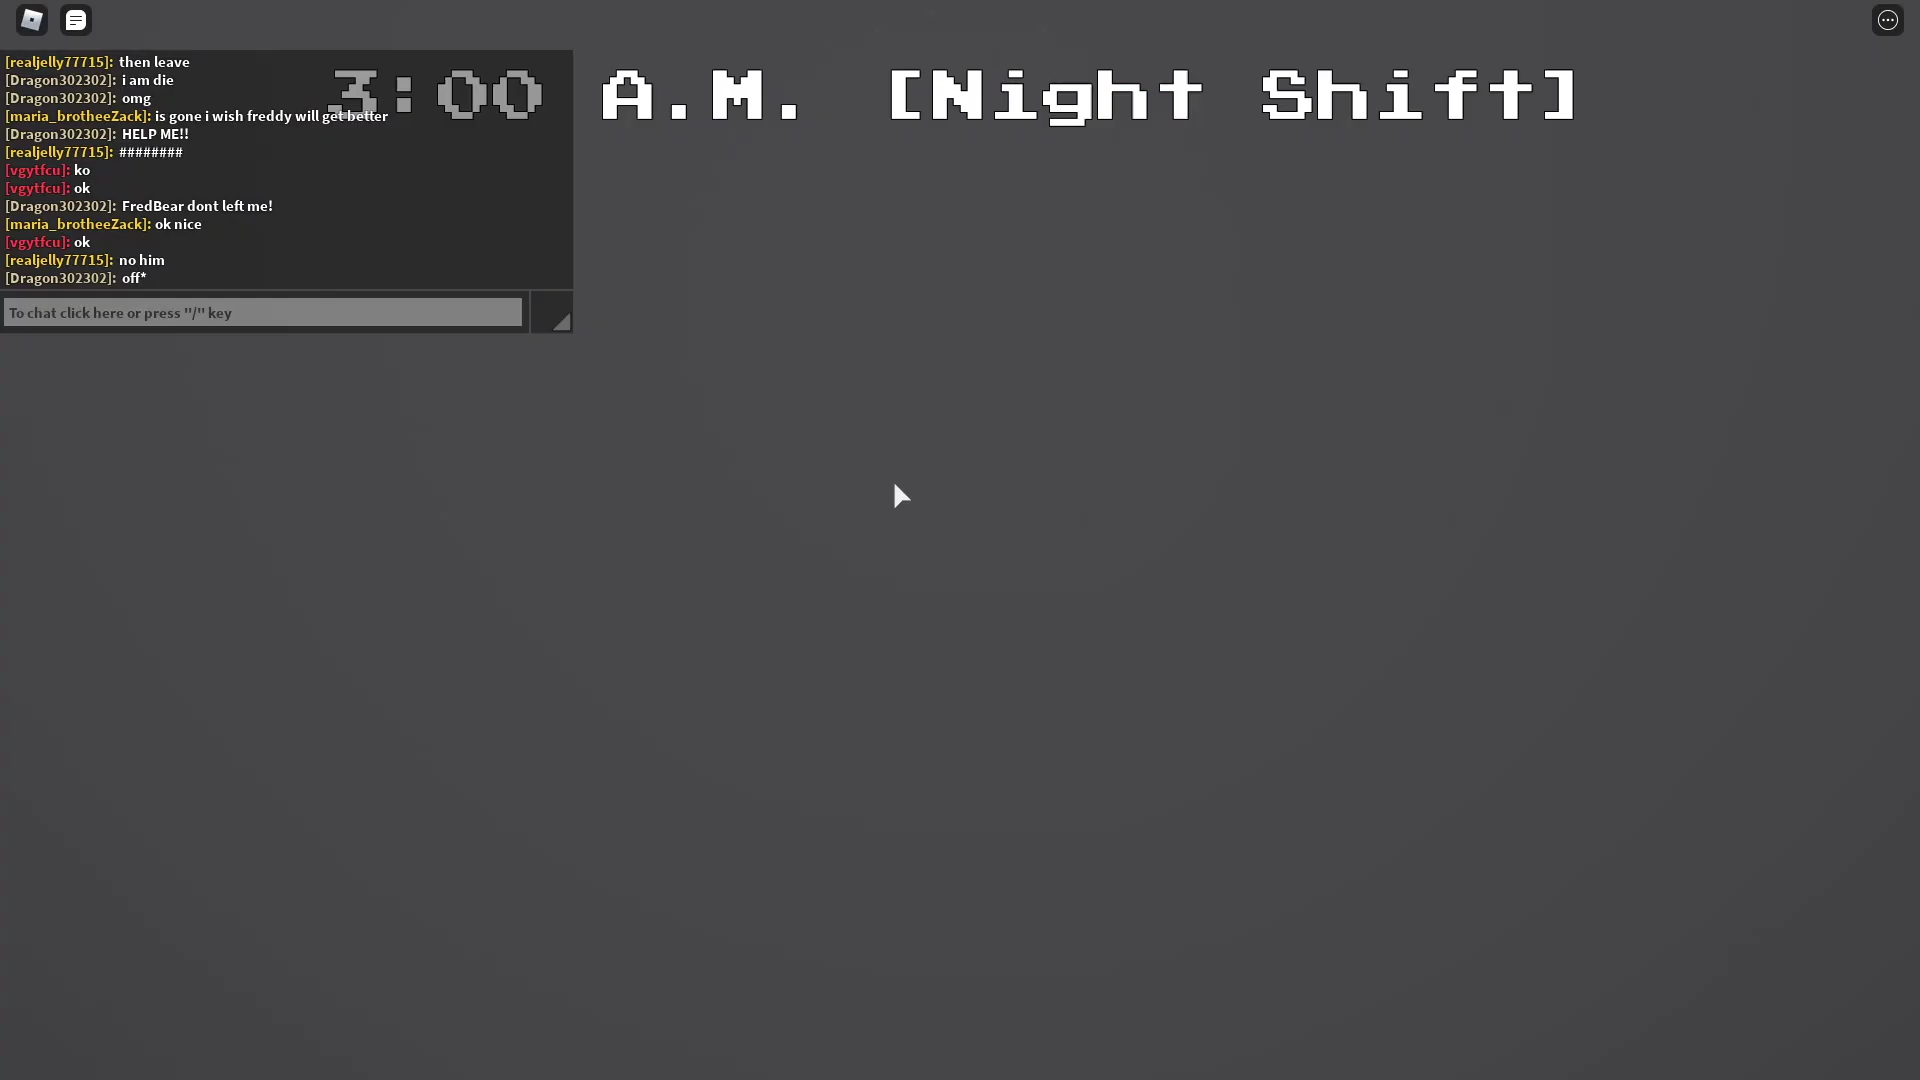 3:00 A.M. [Night Shift]
[realjelly77715]: then leave
[Dragon302302]: i am die
[Dragon302302]: omg
[maria_brotheeZack]: is gone i wish freddy will get better
[Dragon302302]: HELP ME!!
[realjelly77715]: ########
[vgytfcu]: ko
[vgytfcu]: ok
[Dragon302302]: FredBear dont left me!
[maria_brotheeZack]: ok nice
[vgytfcu]: ok
[realjelly77715]: no him
[Dragon302302]: off*
To chat click here or press "/" key